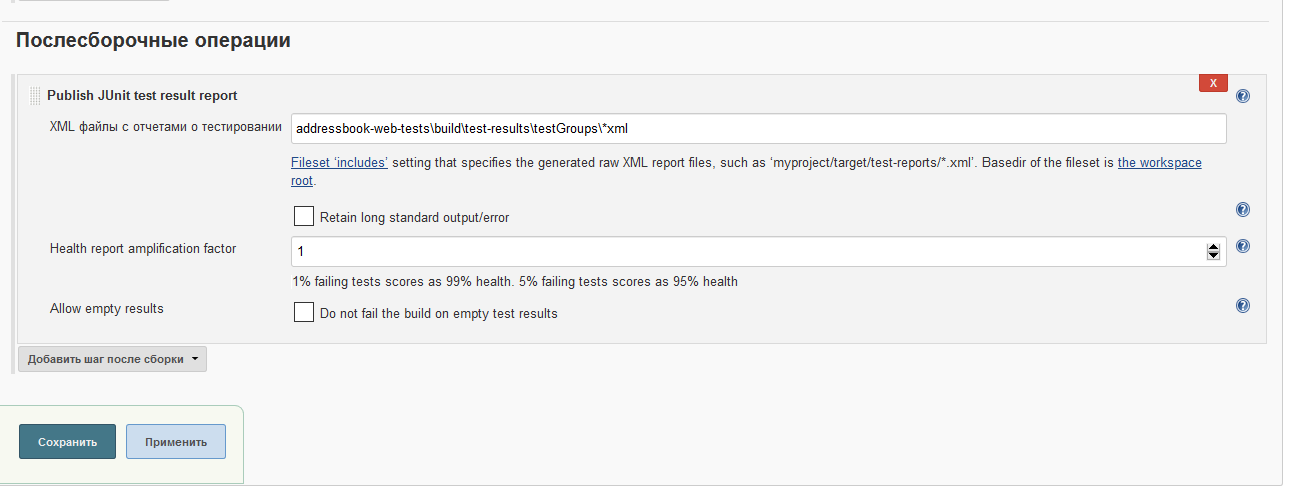 Послесборочные операции
X
Publish JUnit test result report
XML файлы с отчетами о тестировании
addressbook-web-tests\build\test-results\testGroups\*xml
Fileset ‘includes’ setting that specifies the generated raw XML report files, such as ‘myproject/target/test-reports/*.xml’. Basedir of the fileset is the workspace
root.
Retain long standard output/error
Health report amplification factor
1
1% failing tests scores as 99% health. 5% failing tests scores as 95% health
Allow empty results
Do not fail the build on empty test results
Добавить шаг после сборки
Сохранить
Применить